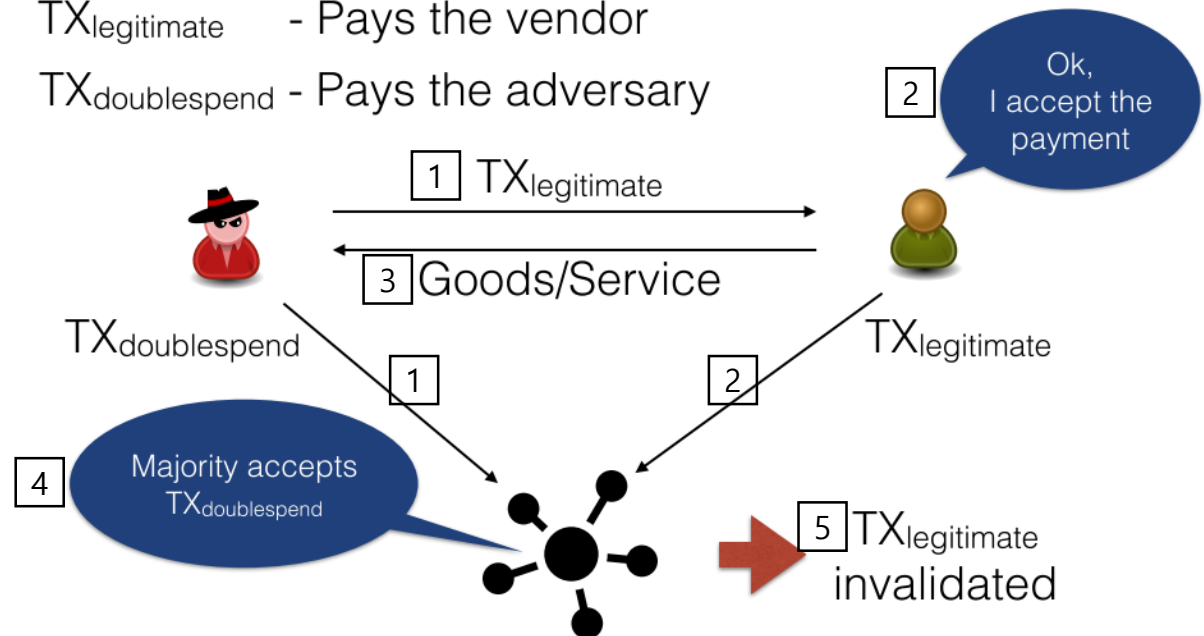 TXlegitimate - Pays the vendor
TXdoublespend - Pays the adversary
2
Ok,
I accept the
payment
1 TXlegitimate
3 Goods/Service
TXdoublespend
TXlegitimate
1
2
4
Majority accepts
TXdoublespend
5 TXlegitimate
invalidated